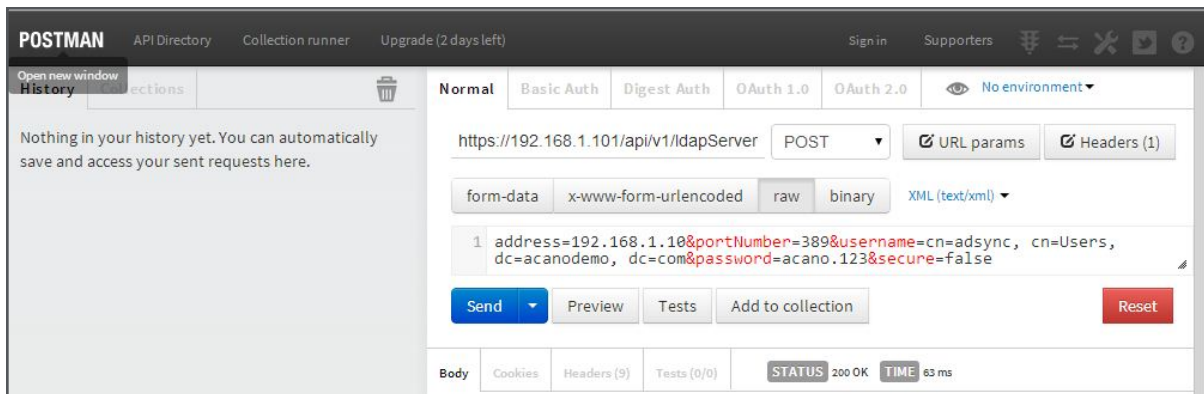 POSTMAN API Directory Collection runner Upgrade (2 days left) Sign in Supporters
Open new window
History Collections
Nothing in your history yet. You can automatically
save and access your sent requests here.
Normal Basic Auth Digest Auth OAuth 1.0 OAuth 2.0 No environment
https://192.168.1.101/api/v1/ldapServer POST URL params Headers (1)
form-data x-www-form-urlencoded raw binary XML (text/xml)
1 address=192.168.1.10&portNumber=389&username=cn=adsync, cn=Users,
dc=acanodemo, dc=com&password=acano.123&secure=false
Send Preview Tests Add to collection Reset
Body Cookies Headers (9) Tests (0/0) STATUS 200 OK TIME 63 ms